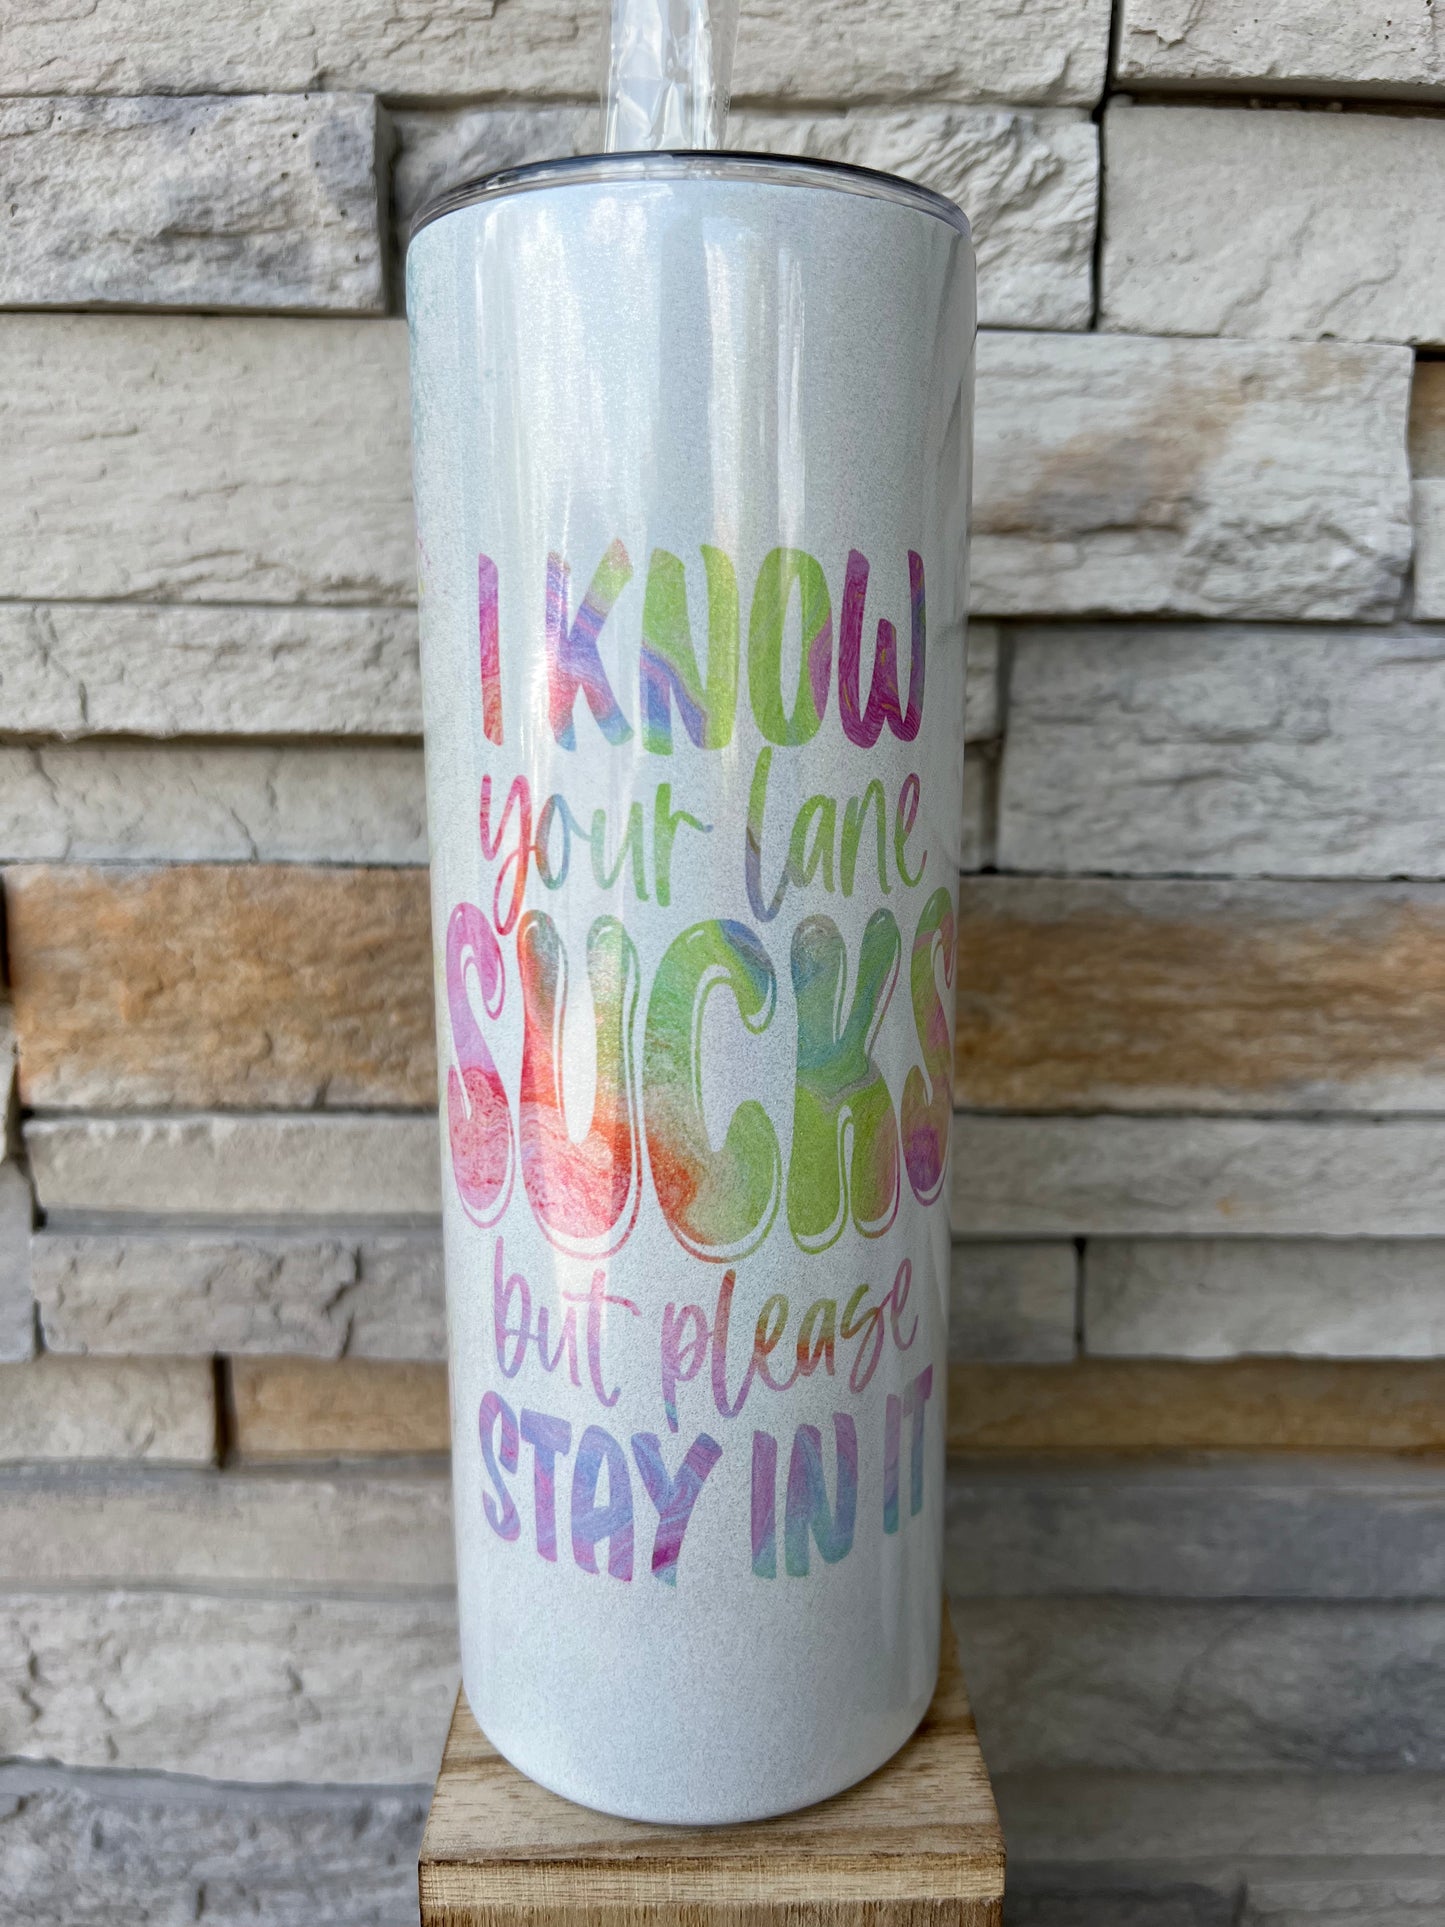 I KNOW
your lane
SUCKS
but please
STAY IN IT